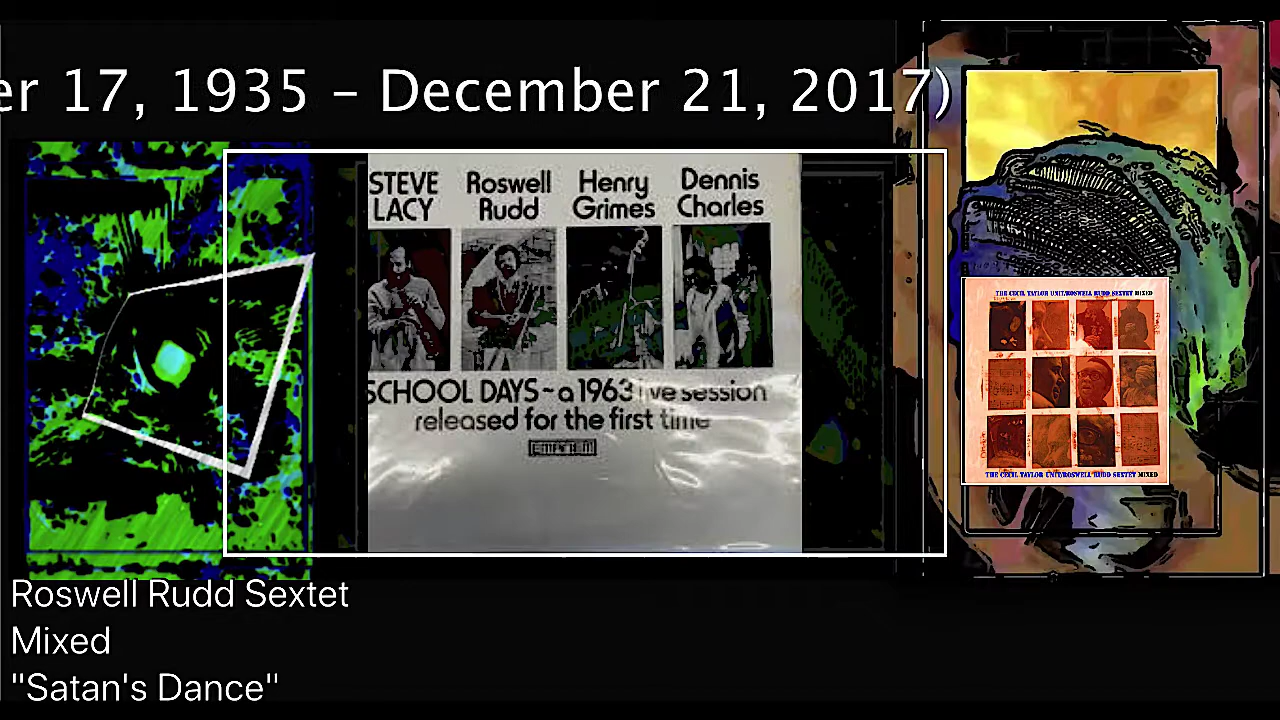 er 17, 1935 – December 21, 2017)
STEVE LACY
Roswell Rudd
Henry Grimes
Dennis Charles
SCHOOL DAYS ~ a 1963 live session
released for the first time
THE CECIL TAYLOR UNIT/ROSWELL RUDD SEXTET MIXED
THE CECIL TAYLOR UNIT/ROSWELL RUDD SEXTET MIXED
Roswell Rudd Sextet
Mixed
"Satan's Dance"